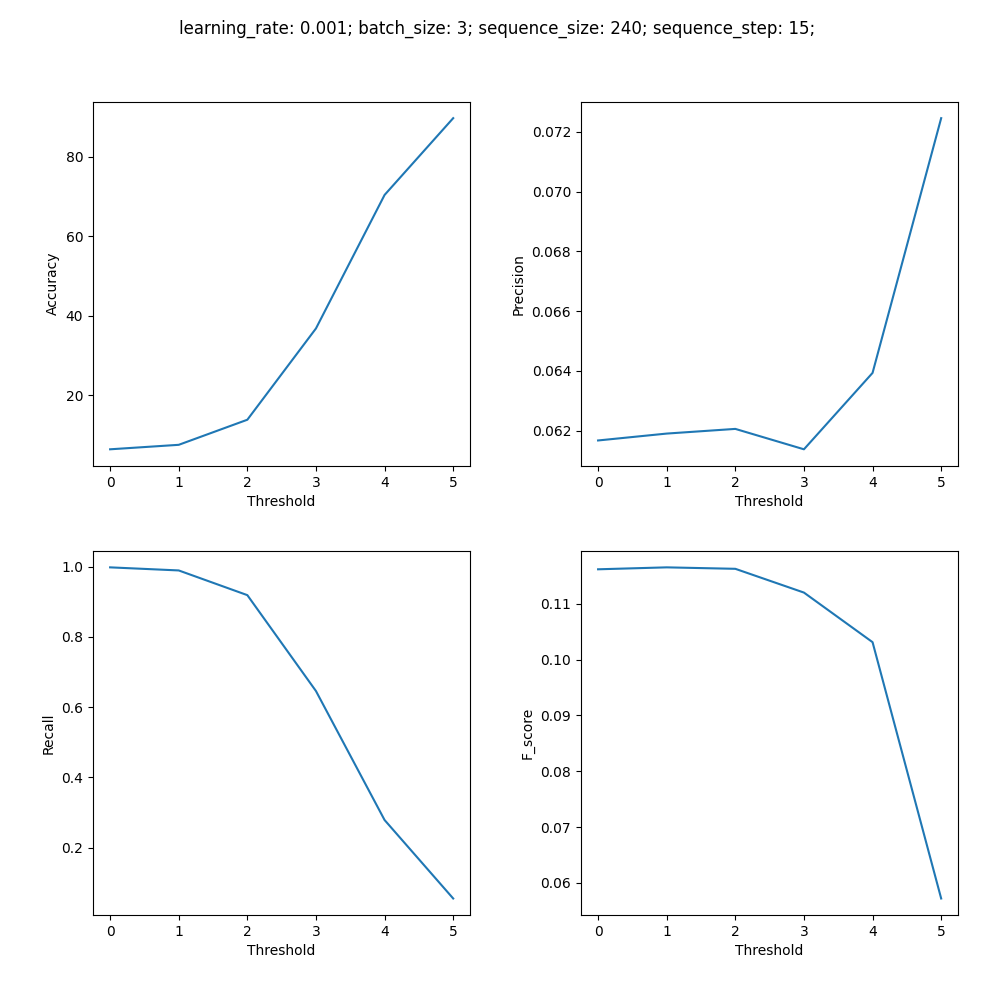 learning_rate: 0.001; batch_size: 3; sequence_size: 240; sequence_step: 15;
Accuracy
80
60
40
20
0 1 2 3 4 5
Threshold
Precision
0.072
0.070
0.068
0.066
0.064
0.062
0 1 2 3 4 5
Threshold
Recall
1.0
0.8
0.6
0.4
0.2
0 1 2 3 4 5
Threshold
F_score
0.11
0.10
0.09
0.08
0.07
0.06
0 1 2 3 4 5
Threshold